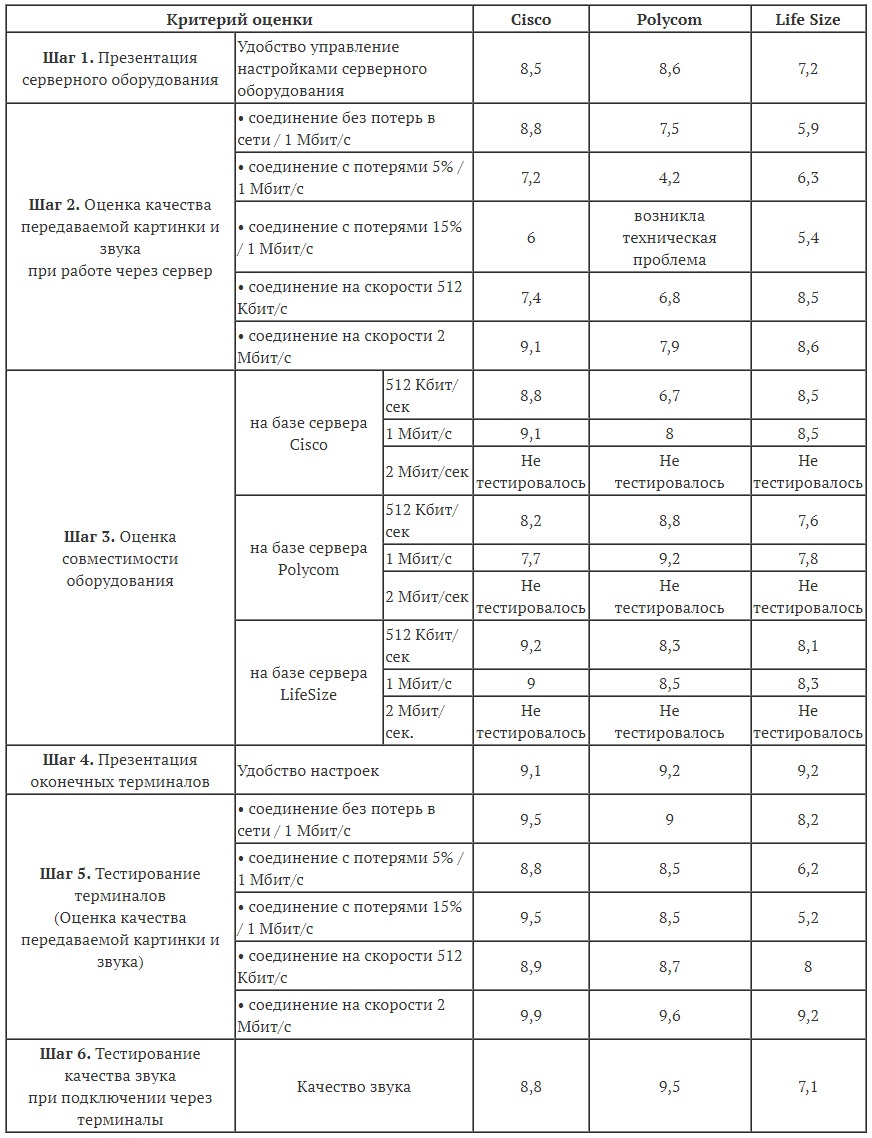 Критерий оценки Cisco Polycom Life Size
Шаг 1. Презентация
серверного оборудования
Удобство управление
настройками серверного
оборудования
8,5 8,6 7,2
Шаг 2. Оценка качества
передаваемой картинки и
звука
при работе через сервер
• соединение без потерь в
сети / 1 Мбит/с
8,8 7,5 5,9
• соединение с потерями 5% /
1 Мбит/с
7,2 4,2 6,3
• соединение с потерями 15%
/ 1 Мбит/с
6
возникла
техническая
проблема
5,4
• соединение на скорости 512
Кбит/с
7,4 6,8 8,5
• соединение на скорости 2
Мбит/с
9,1 7,9 8,6
Шаг 3. Оценка
совместимости
оборудования
на базе сервера
Cisco
512 Кбит/
сек
8,8 6,7 8,5
1 Мбит/с 9,1 8 8,5
2 Мбит/сек
Не
тестировалось
Не
тестировалось
Не
тестировалось
на базе сервера
Polycom
512 Кбит/
сек
8,2 8,8 7,6
1 Мбит/с 7,7 9,2 7,8
2 Мбит/сек
Не
тестировалось
Не
тестировалось
Не
тестировалось
на базе сервера
LifeSize
512 Кбит/
сек
9,2 8,3 8,1
1 Мбит/с 9 8,5 8,3
2 Мбит/
сек.
Не
тестировалось
Не
тестировалось
Не
тестировалось
Шаг 4. Презентация
оконечных терминалов
Удобство настроек 9,1 9,2 9,2
Шаг 5. Тестирование
терминалов
(Оценка качества
передаваемой картинки и
звука)
• соединение без потерь в
сети / 1 Мбит/с
9,5 9 8,2
• соединение с потерями 5% /
1 Мбит/с
8,8 8,5 6,2
• соединение с потерями 15%
/ 1 Мбит/с
9,5 8,5 5,2
• соединение на скорости 512
Кбит/с
8,9 8,7 8
• соединение на скорости 2
Мбит/с
9,9 9,6 9,2
Шаг 6. Тестирование
качества звука
при подключении через
терминалы
Качество звука 8,8 9,5 7,1